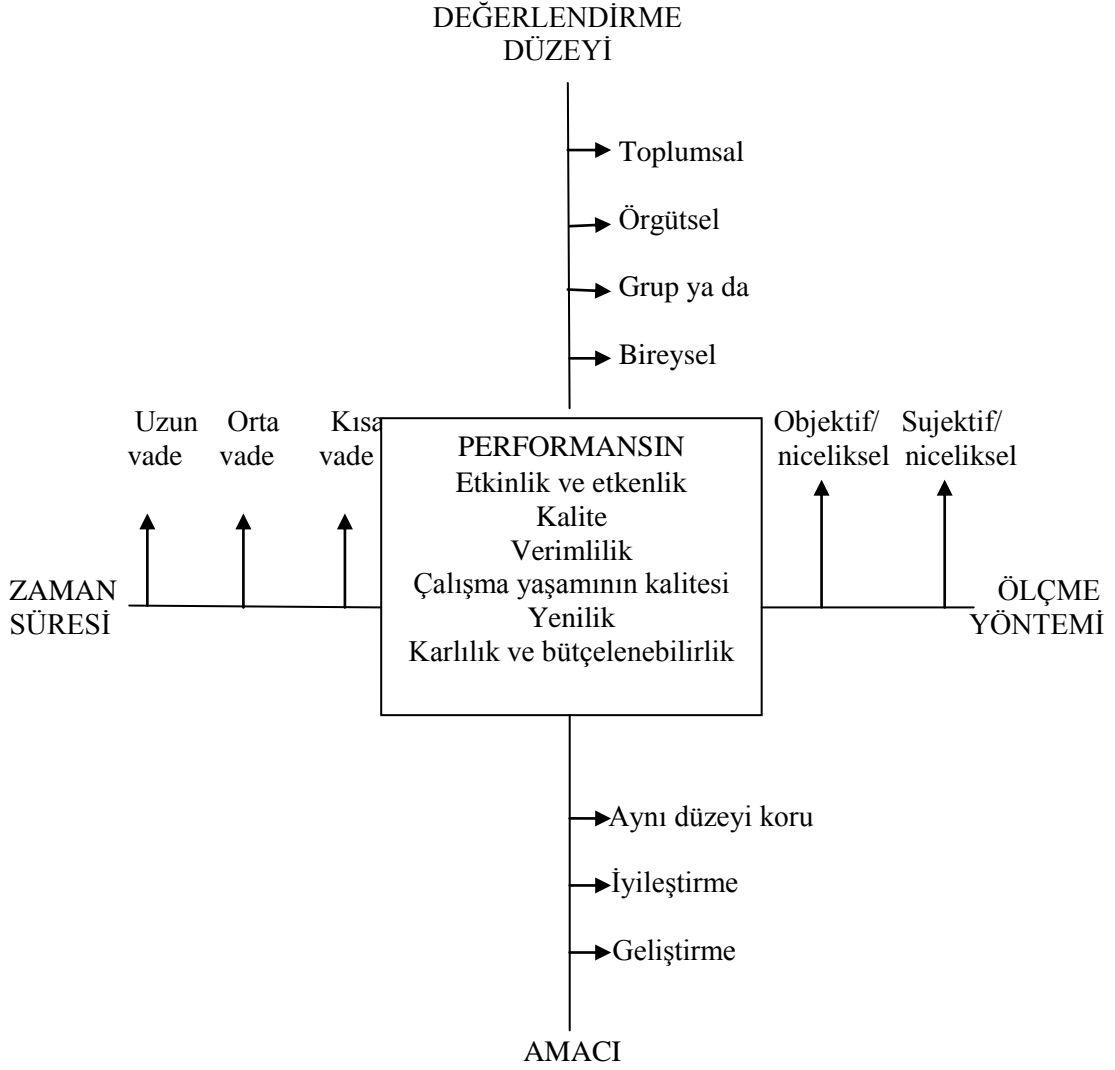 DEĞERLENDİRME
DÜZEYİ
Toplumsal
Örgütsel
Grup ya da
Bireysel
Uzun
vade
Orta
vade
Kısa
vade
PERFORMANSIN
Etkinlik ve etkenlik
Kalite
Verimlilik
Çalışma yaşamının kalitesi
Yenilik
Karlılık ve bütçelenebilirlik
Objektif/
niceliksel
Sujektif/
niceliksel
ZAMAN
SÜRESİ
ÖLÇME
YÖNTEMİ
Aynı düzeyi koru
İyileştirme
Geliştirme
AMACI